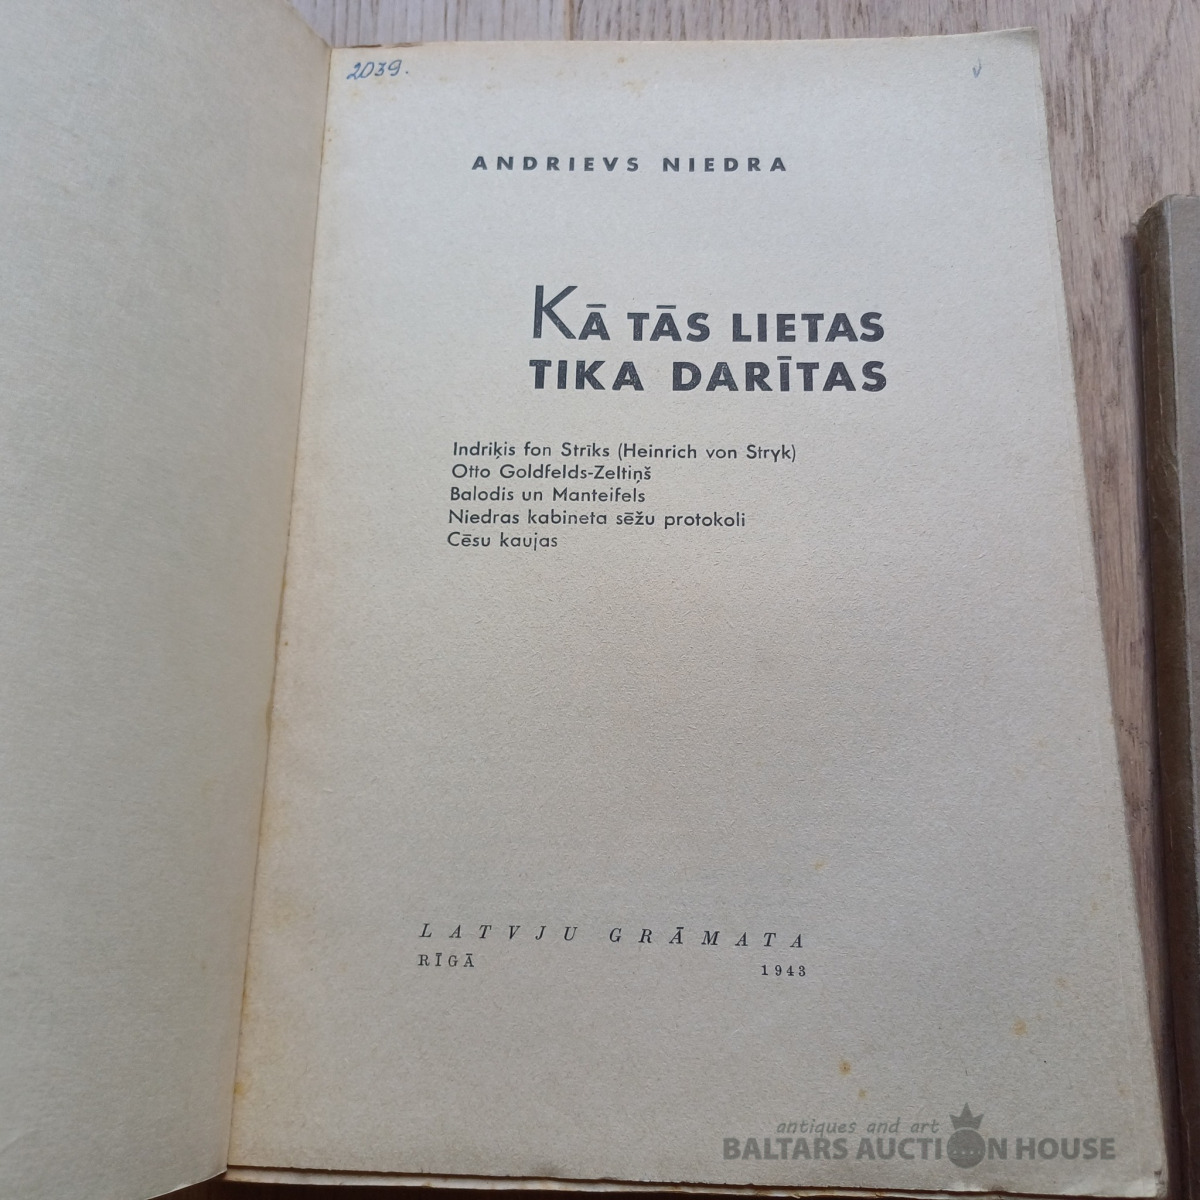 2039.
ANDRIEVS NIEDRA
KĀ TĀS LIETAS
TIKA DARĪTAS
Indriķis fon Strīks (Heinrich von Stryk)
Otto Goldfelds-Zeltiņš
Balodis un Manteifels
Niedras kabineta sēžu protokoli
Cēsu kaujas
LATVJU GRĀMATA
RĪGĀ 1943
antiques and art
BALTARS AUCTION HOUSE